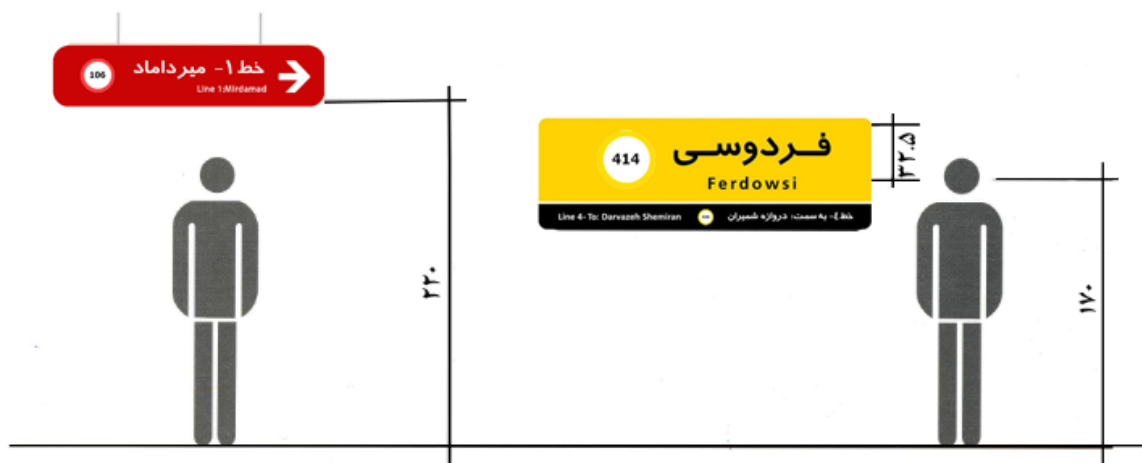 خط ۱- میرداماد
106
Line 1:Mirdamad
۲۲۰
فـردوسـی
414
Ferdowsi
Line 4- To: Darvazeh Shemiran
خط ٤- به سمت: دروازه شمیران
۳۲.۵
۱۷۰